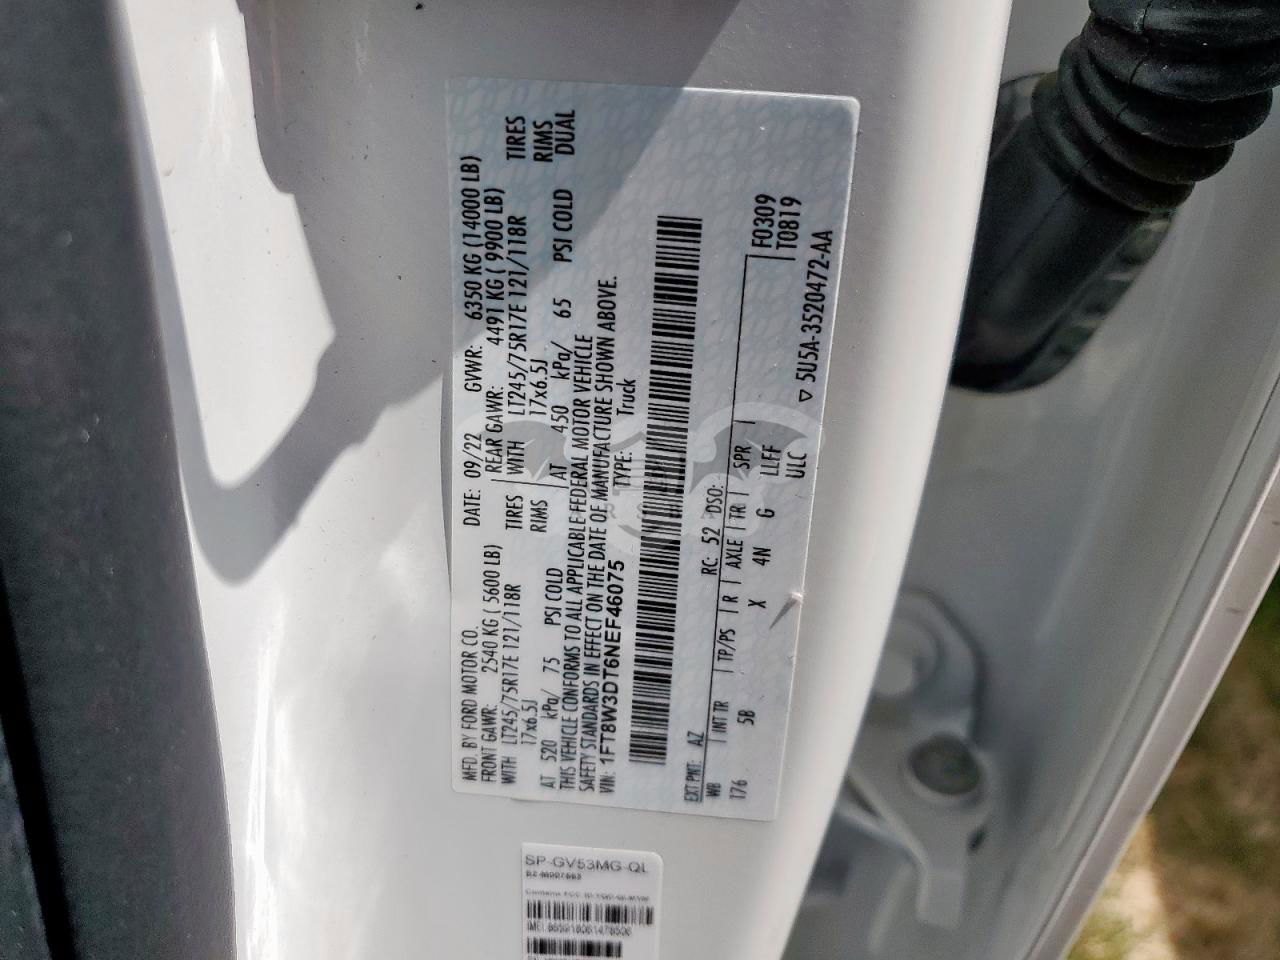 MFD. BY FORD MOTOR CO.
DATE: 09/22 GVWR: 6350 KG (14000 LB)
FRONT GAWR: 2540 KG ( 5600 LB) REAR GAWR: 4491 KG ( 9900 LB)
WITH LT245/75R17E 121/118R TIRES WITH LT245/75R17E 121/118R TIRES
17x6.5J RIMS 17x6.5J RIMS
AT 520 kPa/ 75 PSI COLD AT 450 kPa/ 65 PSI COLD DUAL
THIS VEHICLE CONFORMS TO ALL APPLICABLE FEDERAL MOTOR VEHICLE
SAFETY STANDARDS IN EFFECT ON THE DATE OF MANUFACTURE SHOWN ABOVE.
VIN: 1FT8W3DT6NEF46075 TYPE: Truck
EXT PNT: AZ RC: 52 DSO: F0309
WB INT TR TP/PS R AXLE TR SPR T0819
176 5B X 4N G LLFF
ULC
▽ 5U5A-3520472-AA
SP-GV53MG-QL